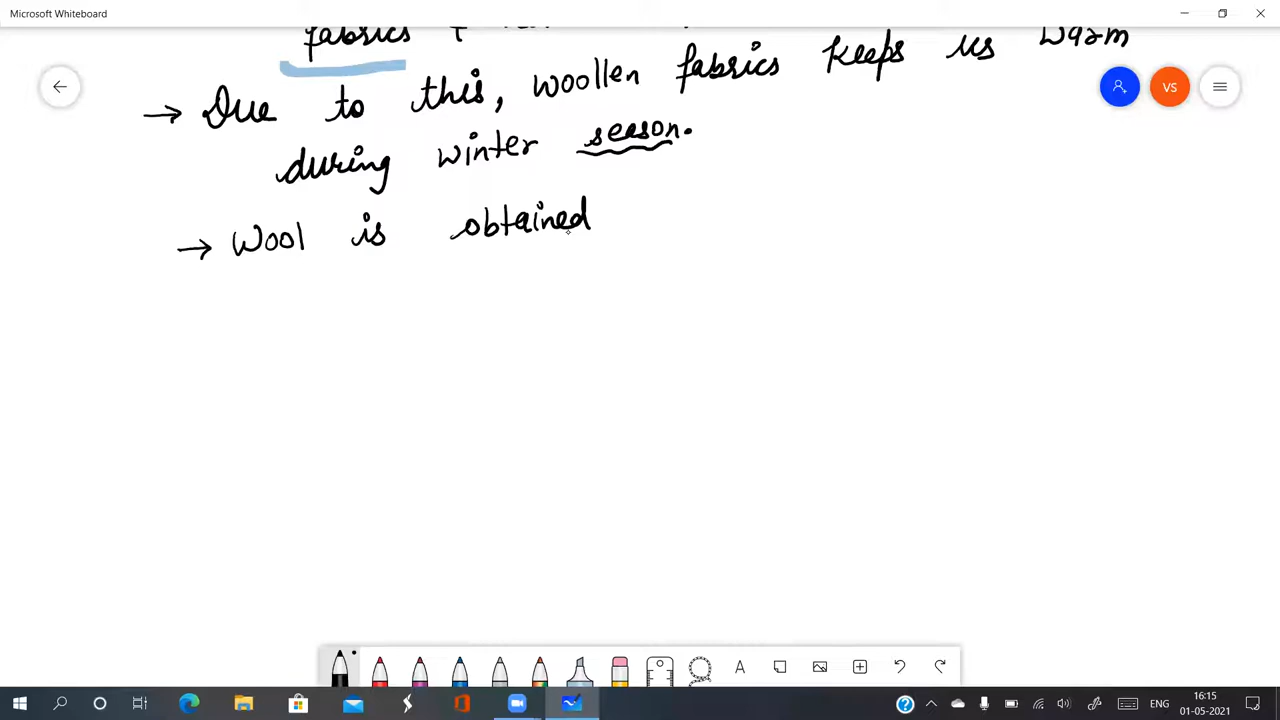 Microsoft Whiteboard
fabrics
→ Due to this, woollen fabrics keeps us warm
during winter season.
→ Wool is obtained
VS
A
ENG
16:15
01-05-2021